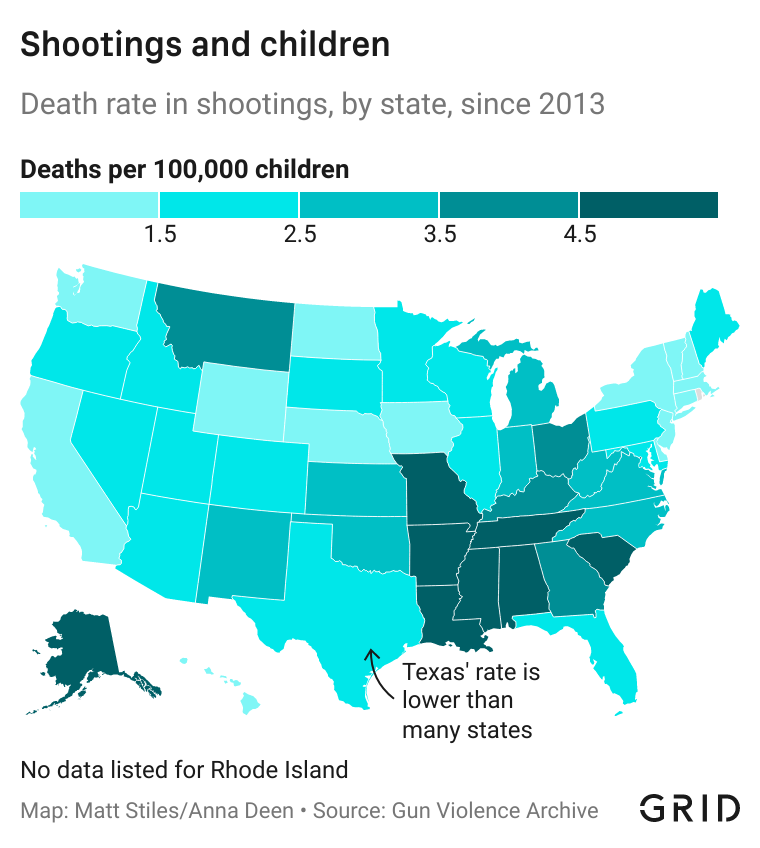 Shootings and children
Death rate in shootings, by state, since 2013
Deaths per 100,000 children
1.5 2.5 3.5 4.5
Texas' rate is
lower than
many states
No data listed for Rhode Island
Map: Matt Stiles/Anna Deen • Source: Gun Violence Archive
GRID